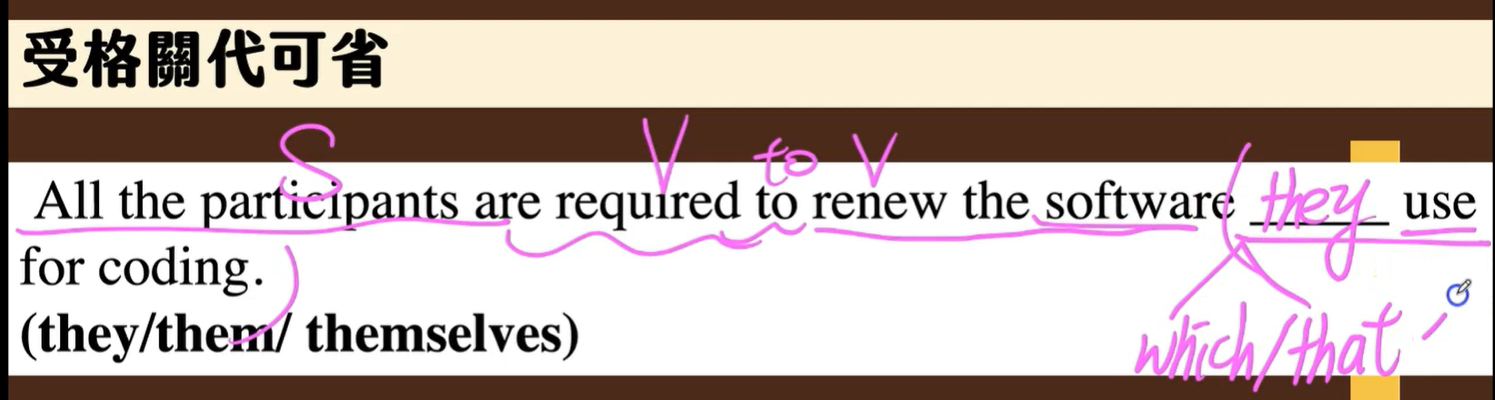 受格關代可省
S V to V
All the participants are required to renew the software (they use
for coding.)
(they/them/ themselves)
which/that